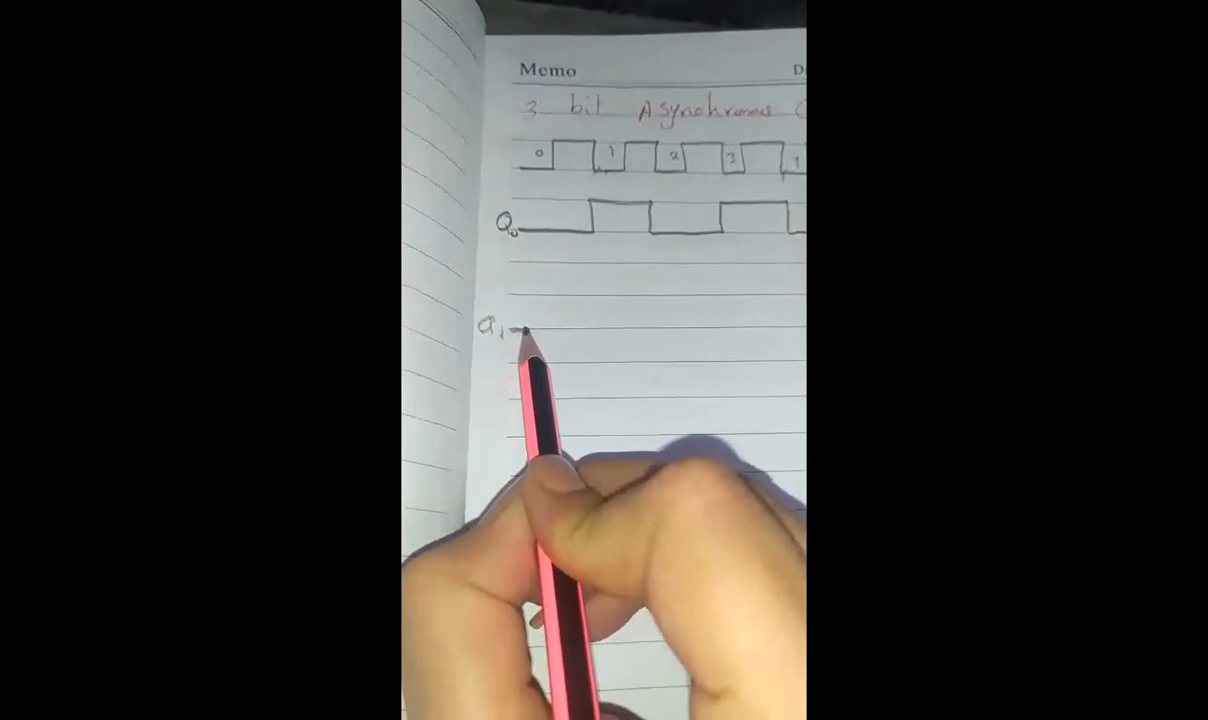 Memo
3 bit Asynchronous
0 1 2 3
Q₀
Q₁